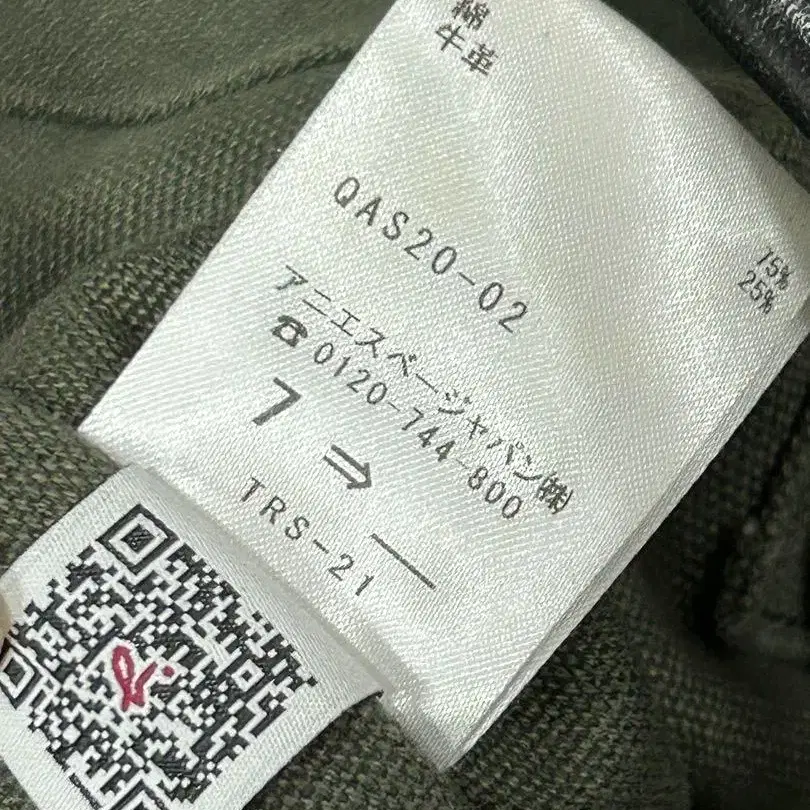 綿 75%
牛革 25%
QAS20-02
アニエスベージャパン㈱
☎0120-744-800
7 ⇒ —
TRS-21
b.